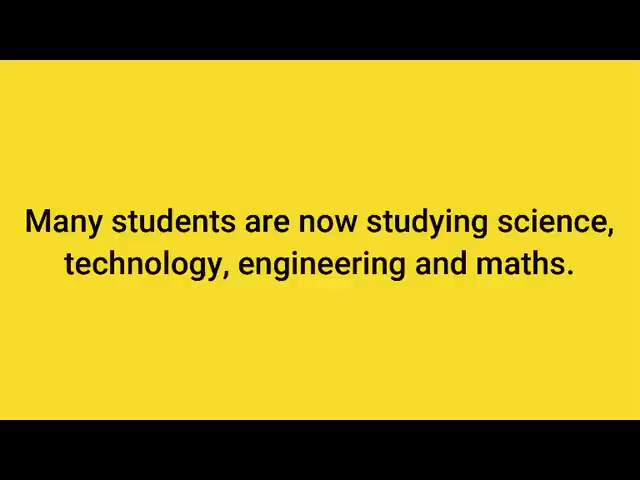 Many students are now studying science,
technology, engineering and maths.